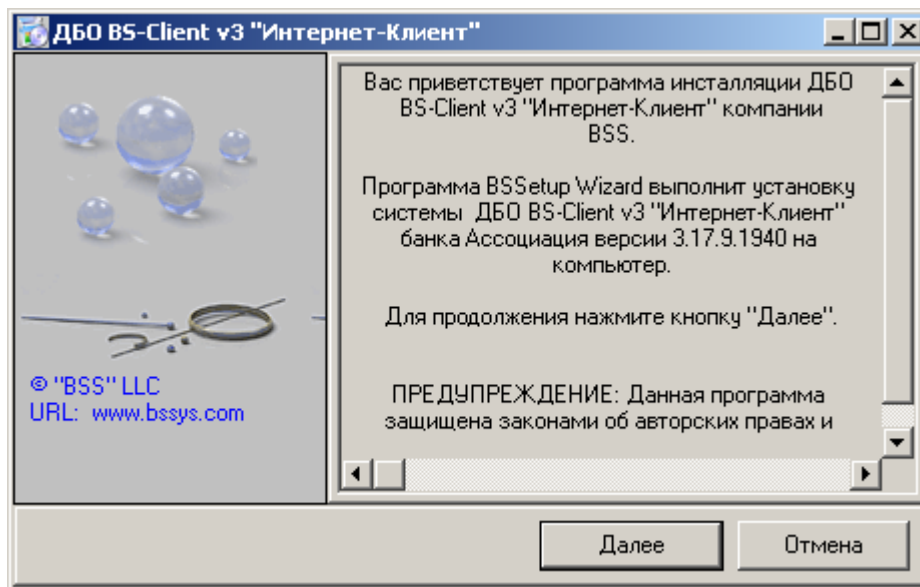 ДБО BS-Client v3 "Интернет-Клиент"
Вас приветствует программа инсталляции ДБО
BS-Client v3 "Интернет-Клиент" компании
BSS.
Программа BSSetup Wizard выполнит установку
системы ДБО BS-Client v3 "Интернет-Клиент"
банка Ассоциация версии 3.17.9.1940 на
компьютер.
Для продолжения нажмите кнопку "Далее".
ПРЕДУПРЕЖДЕНИЕ: Данная программа
защищена законами об авторских правах и
© "BSS" LLC
URL: www.bssys.com
Далее
Отмена